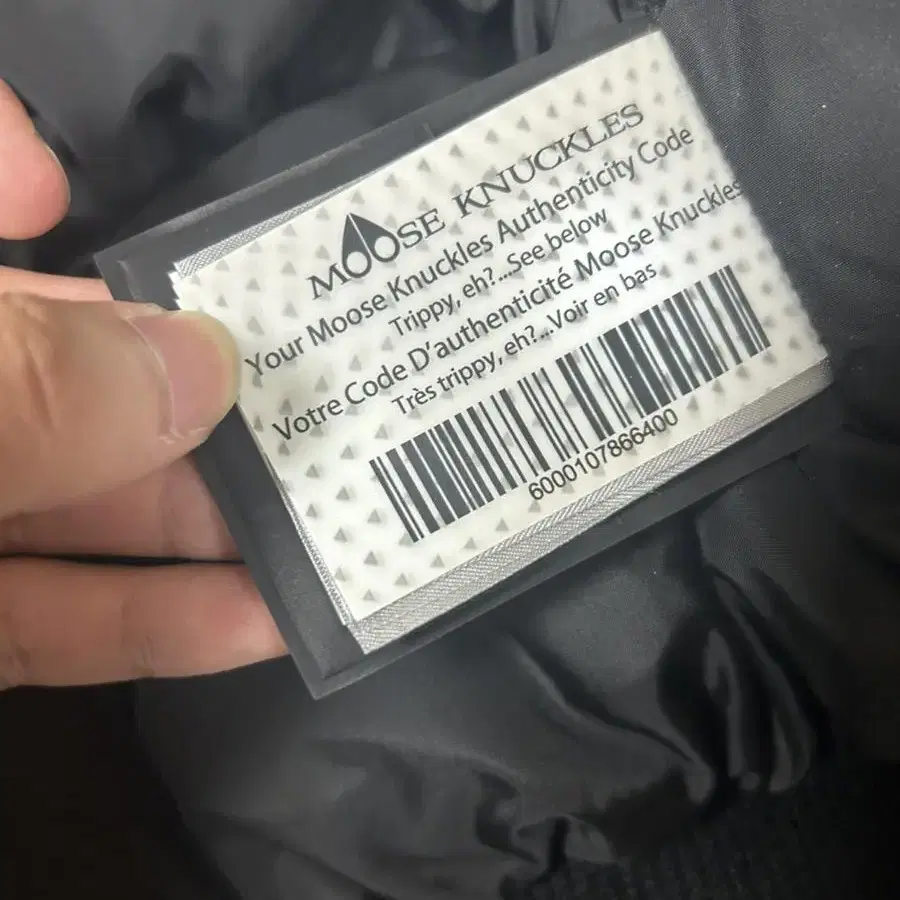 MOOSE KNUCKLES
Your Moose Knuckles Authenticity Code
Trippy, eh?...See below
Votre Code D'authenticité Moose Knuckles
Très trippy, eh?...Voir en bas
6000107866400